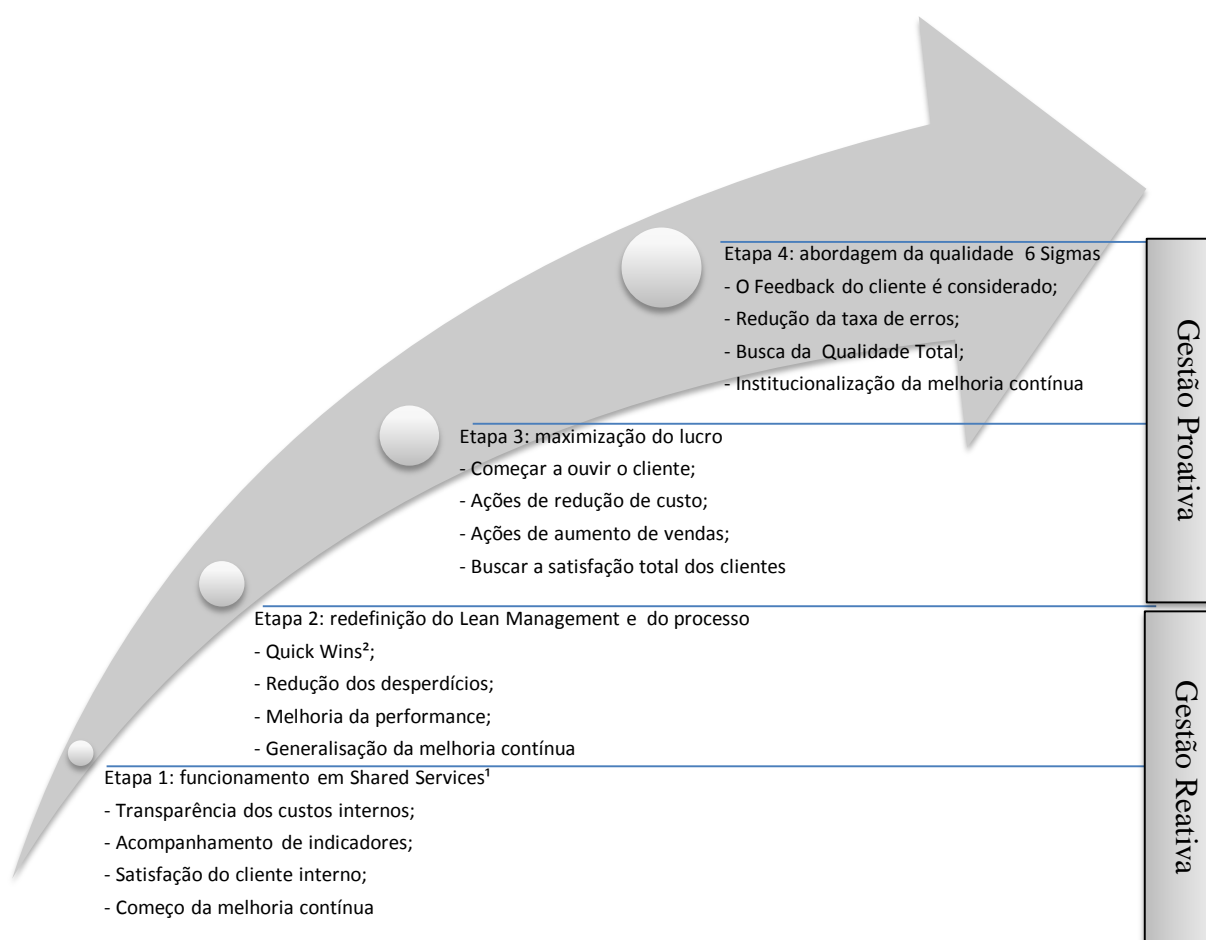 Etapa 4: abordagem da qualidade 6 Sigmas
- O Feedback do cliente é considerado;
- Redução da taxa de erros;
- Busca da Qualidade Total;
- Institucionalização da melhoria contínua
Gestão Proativa
Etapa 3: maximização do lucro
- Começar a ouvir o cliente;
- Ações de redução de custo;
- Ações de aumento de vendas;
- Buscar a satisfação total dos clientes
Etapa 2: redefinição do Lean Management e do processo
- Quick Wins²;
- Redução dos desperdícios;
- Melhoria da performance;
- Generalisação da melhoria contínua
Gestão Reativa
Etapa 1: funcionamento em Shared Services¹
- Transparência dos custos internos;
- Acompanhamento de indicadores;
- Satisfação do cliente interno;
- Começo da melhoria contínua